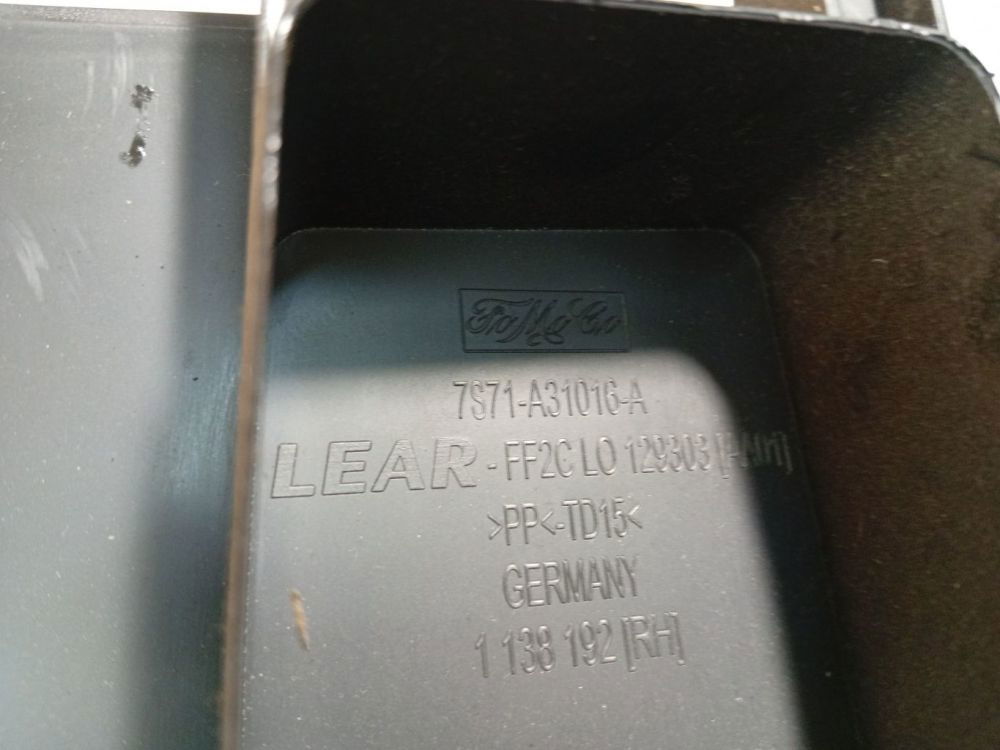 FoMoCo
7S71-A31016-A
LEAR - FF2C LO 129303
>PP<-TD15<
GERMANY
1 138 192 [RH]